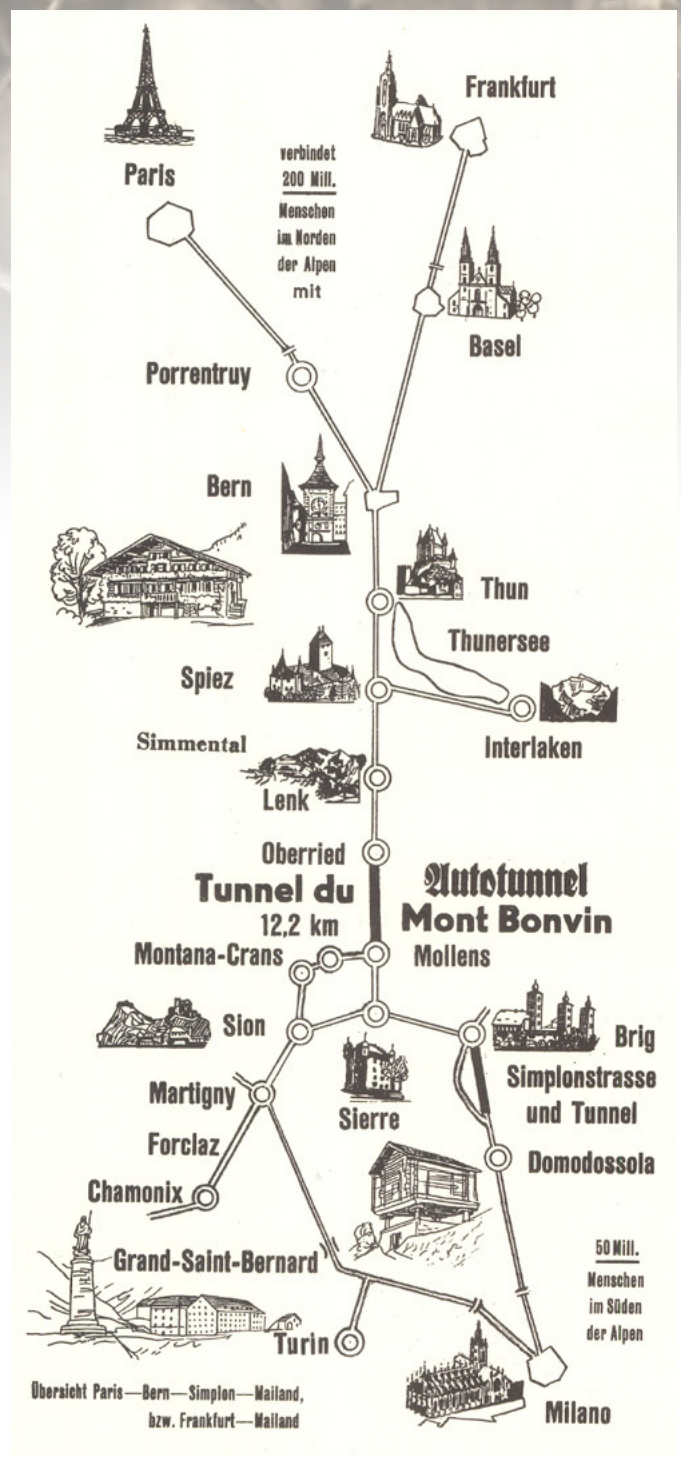 Frankfurt
Paris
verbindet
200 Mill.
Menschen
im Norden
der Alpen
mit
Basel
Porrentruy
Bern
Thun
Thunersee
Spiez
Interlaken
Simmental
Lenk
Oberried
Tunnel du
12,2 km
Autotunnel
Mont Bonvin
Montana-Crans
Mollens
Sion
Brig
Simplonstrasse
und Tunnel
Martigny
Sierre
Forclaz
Domodossola
Chamonix
Grand-Saint-Bernard
50 Mill.
Menschen
im Süden
der Alpen
Turin
Milano
Übersicht Paris—Bern—Simplon—Mailand,
bzw. Frankfurt—Mailand